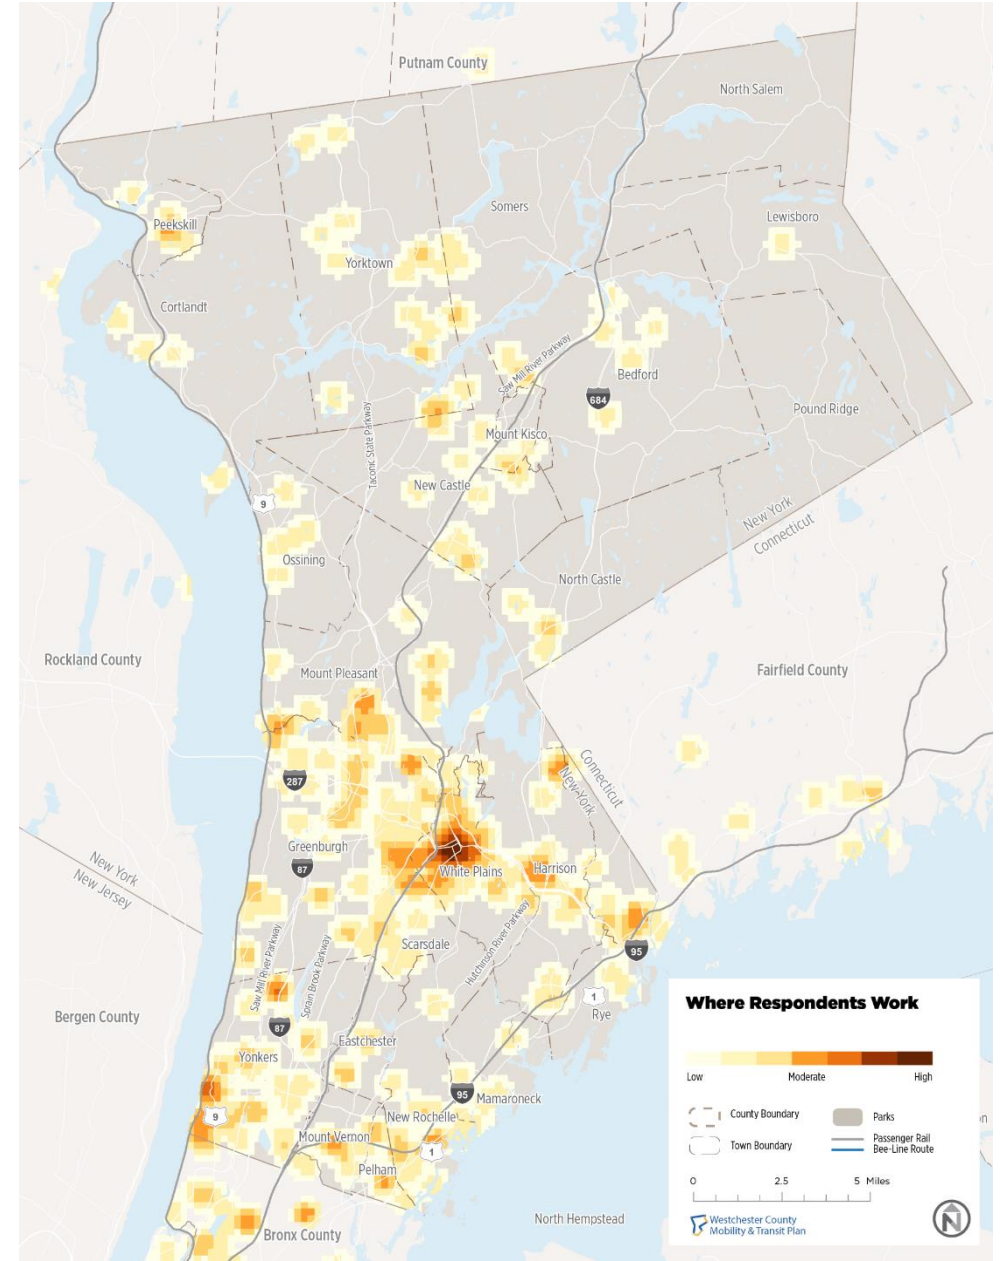 Putnam County
North Salem
Somers
Lewisboro
Peekskill
Yorktown
Cortlandt
Saw Mill River Parkway
Bedford
684
Pound Ridge
Taconic State Parkway
Mount Kisco
New Castle
9
New York
Connecticut
Ossining
North Castle
Rockland County
Mount Pleasant
Fairfield County
Connecticut
New York
287
Greenburgh
87
White Plains
Harrison
New York
New Jersey
Scarsdale
Hutchinson River Parkway
Saw Mill River Parkway
Sprain Brook Parkway
95
1
Rye
Bergen County
87
Eastchester
Yonkers
95
Mamaroneck
9
New Rochelle
Mount Vernon
1
Pelham
North Hempstead
Bronx County
Where Respondents Work
Low Moderate High
County Boundary
Parks
Town Boundary
Passenger Rail
Bee-Line Route
0 2.5 5 Miles
Westchester County
Mobility & Transit Plan
N
on